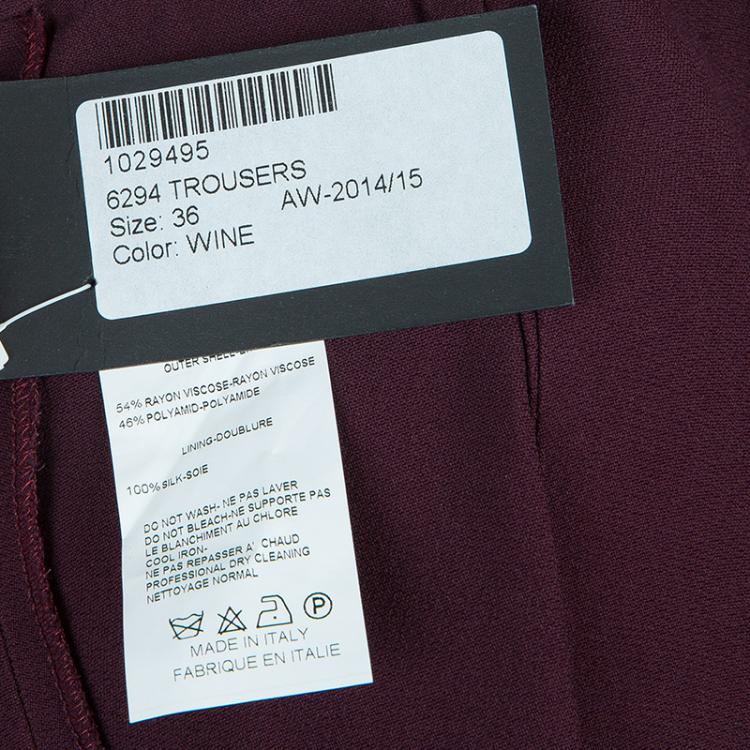 1029495
6294 TROUSERS AW-2014/15
Size: 36
Color: WINE
OUTER SHELL-
54% RAYON VISCOSE-RAYON VISCOSE
46% POLYAMID-POLYAMIDE
LINING-DOUBLURE
100% SILK-SOIE
DO NOT WASH- NE PAS LAVER
DO NOT BLEACH-NE SUPPORTE PAS
LE BLANCHIMENT AU CHLORE
COOL IRON-
NE PAS REPASSER A' CHAUD
PROFESSIONAL DRY CLEANING
NETTOYAGE NORMAL
P
MADE IN ITALY
FABRIQUE EN ITALIE